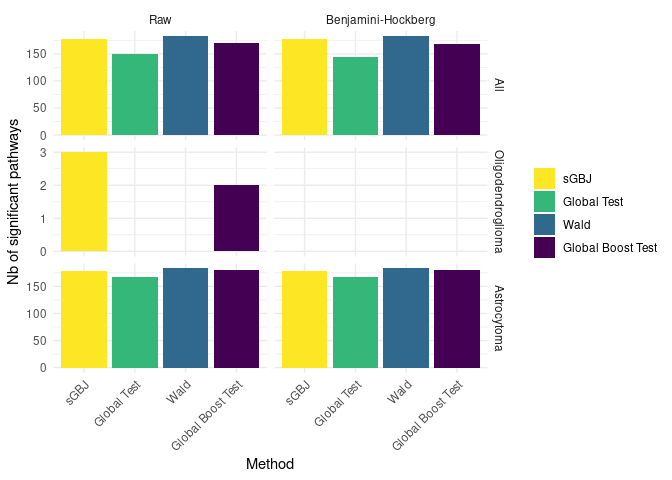 Raw
Benjamini-Hockberg
Nb of significant pathways
150
100
50
0
All
3
2
1
0
Oligodendroglioma
150
100
50
0
Astrocytoma
sGBJ
Global Test
Wald
Global Boost Test
sGBJ
Global Test
Wald
Global Boost Test
Method
sGBJ
Global Test
Wald
Global Boost Test